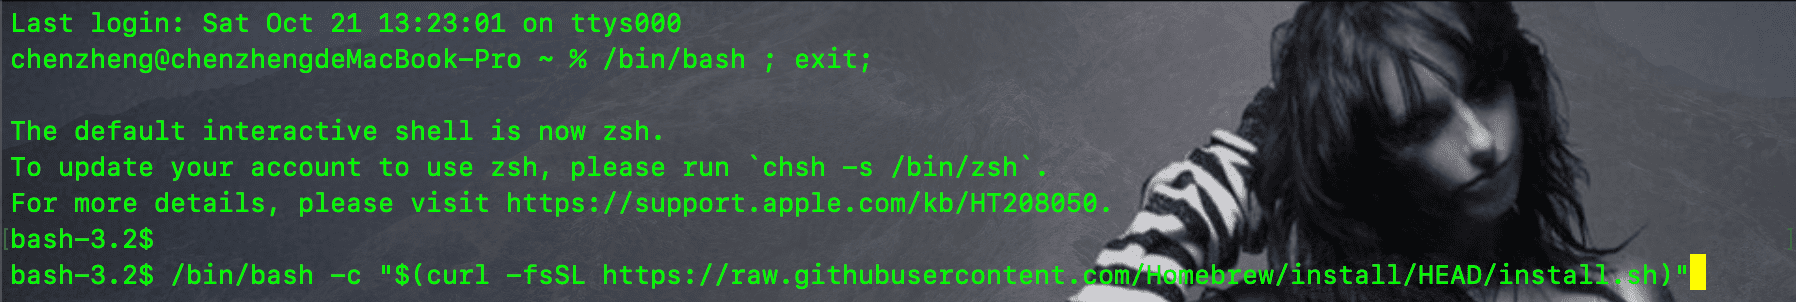 Last login: Sat Oct 21 13:23:01 on ttys000
chenzheng@chenzhengdeMacBook-Pro ~ % /bin/bash ; exit;
The default interactive shell is now zsh.
To update your account to use zsh, please run `chsh -s /bin/zsh`.
For more details, please visit https://support.apple.com/kb/HT208050.
bash-3.2$
bash-3.2$ /bin/bash -c "$(curl -fsSL https://raw.githubusercontent.com/Homebrew/install/HEAD/install.sh)"